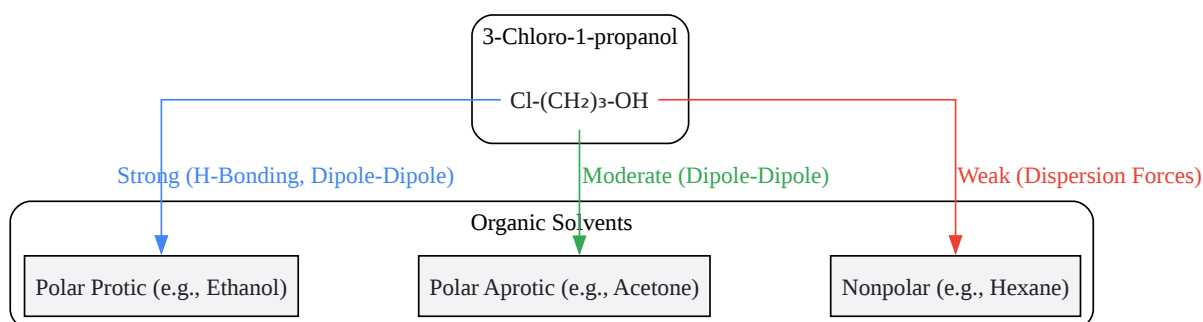 3-Chloro-1-propanol
Cl-(CH₂)₃-OH
Strong (H-Bonding, Dipole-Dipole)
Moderate (Dipole-Dipole)
Weak (Dispersion Forces)
Organic Solvents
Polar Protic (e.g., Ethanol)
Polar Aprotic (e.g., Acetone)
Nonpolar (e.g., Hexane)